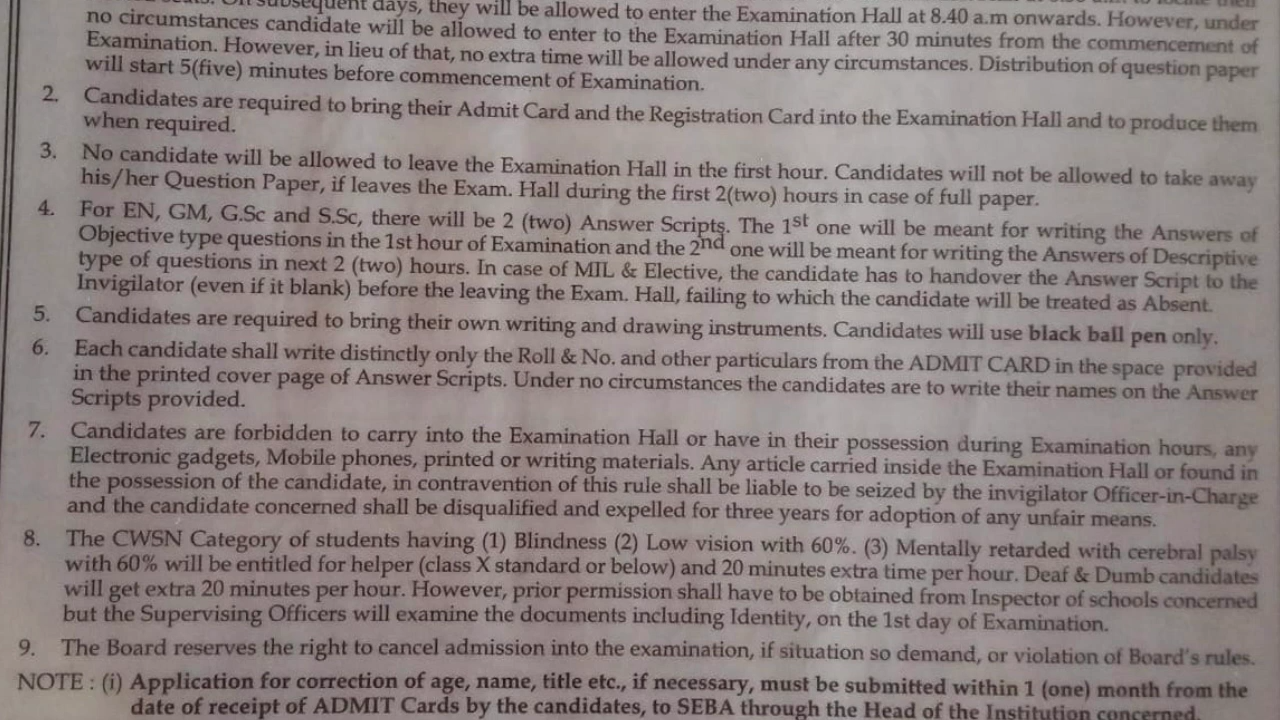 subsequent days, they will be allowed to enter the Examination Hall at 8.40 a.m onwards. However, under
no circumstances candidate will be allowed to enter to the Examination Hall after 30 minutes from the commencement of
Examination. However, in lieu of that, no extra time will be allowed under any circumstances. Distribution of question paper
will start 5(five) minutes before commencement of Examination.
2. Candidates are required to bring their Admit Card and the Registration Card into the Examination Hall and to produce them
when required.
3. No candidate will be allowed to leave the Examination Hall in the first hour. Candidates will not be allowed to take away
his/her Question Paper, if leaves the Exam. Hall during the first 2(two) hours in case of full paper.
4. For EN, GM, G.Sc and S.Sc, there will be 2 (two) Answer Scripts. The 1st one will be meant for writing the Answers of
Objective type questions in the 1st hour of Examination and the 2nd one will be meant for writing the Answers of Descriptive
type of questions in next 2 (two) hours. In case of MIL & Elective, the candidate has to handover the Answer Script to the
Invigilator (even if it blank) before the leaving the Exam. Hall, failing to which the candidate will be treated as Absent.
5. Candidates are required to bring their own writing and drawing instruments. Candidates will use black ball pen only.
6. Each candidate shall write distinctly only the Roll & No. and other particulars from the ADMIT CARD in the space provided
in the printed cover page of Answer Scripts. Under no circumstances the candidates are to write their names on the Answer
Scripts provided.
7. Candidates are forbidden to carry into the Examination Hall or have in their possession during Examination hours, any
Electronic gadgets, Mobile phones, printed or writing materials. Any article carried inside the Examination Hall or found in
the possession of the candidate, in contravention of this rule shall be liable to be seized by the invigilator Officer-in-Charge
and the candidate concerned shall be disqualified and expelled for three years for adoption of any unfair means.
8. The CWSN Category of students having (1) Blindness (2) Low vision with 60%. (3) Mentally retarded with cerebral palsy
with 60% will be entitled for helper (class X standard or below) and 20 minutes extra time per hour. Deaf & Dumb candidates
will get extra 20 minutes per hour. However, prior permission shall have to be obtained from Inspector of schools concerned
but the Supervising Officers will examine the documents including Identity, on the 1st day of Examination.
9. The Board reserves the right to cancel admission into the examination, if situation so demand, or violation of Board's rules.
NOTE : (i) Application for correction of age, name, title etc., if necessary, must be submitted within 1 (one) month from the
date of receipt of ADMIT Cards by the candidates, to SEBA through the Head of the Institution concerned.